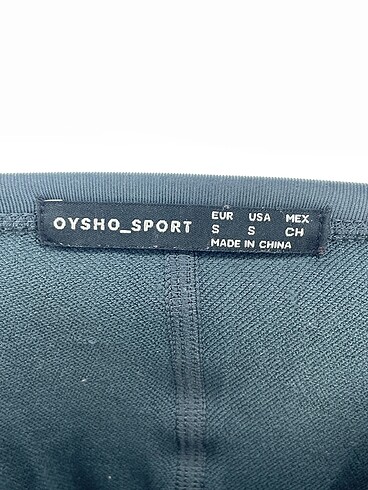 OYSHO_SPORT
EUR USA MEX
S S CH
MADE IN CHINA